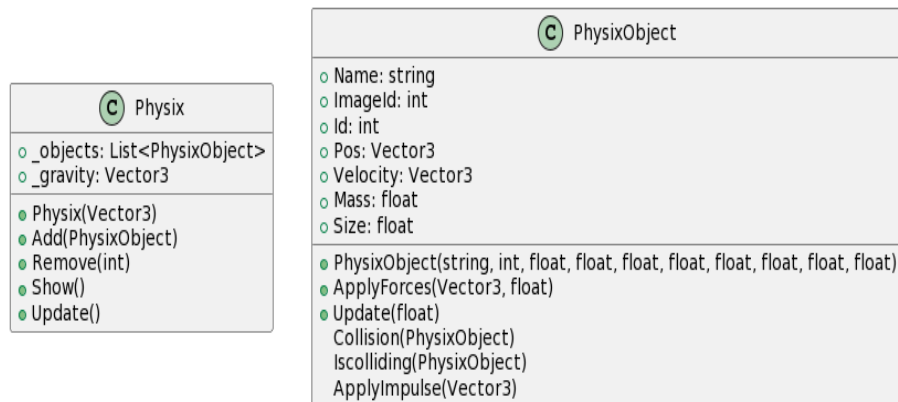 C Physix
_objects: List<PhysixObject>
_gravity: Vector3
Physix(Vector3)
Add(PhysixObject)
Remove(int)
Show()
Update()
C PhysixObject
Name: string
ImageId: int
Id: int
Pos: Vector3
Velocity: Vector3
Mass: float
Size: float
PhysixObject(string, int, float, float, float, float, float, float, float, float)
ApplyForces(Vector3, float)
Update(float)
Collision(PhysixObject)
Iscolliding(PhysixObject)
ApplyImpulse(Vector3)